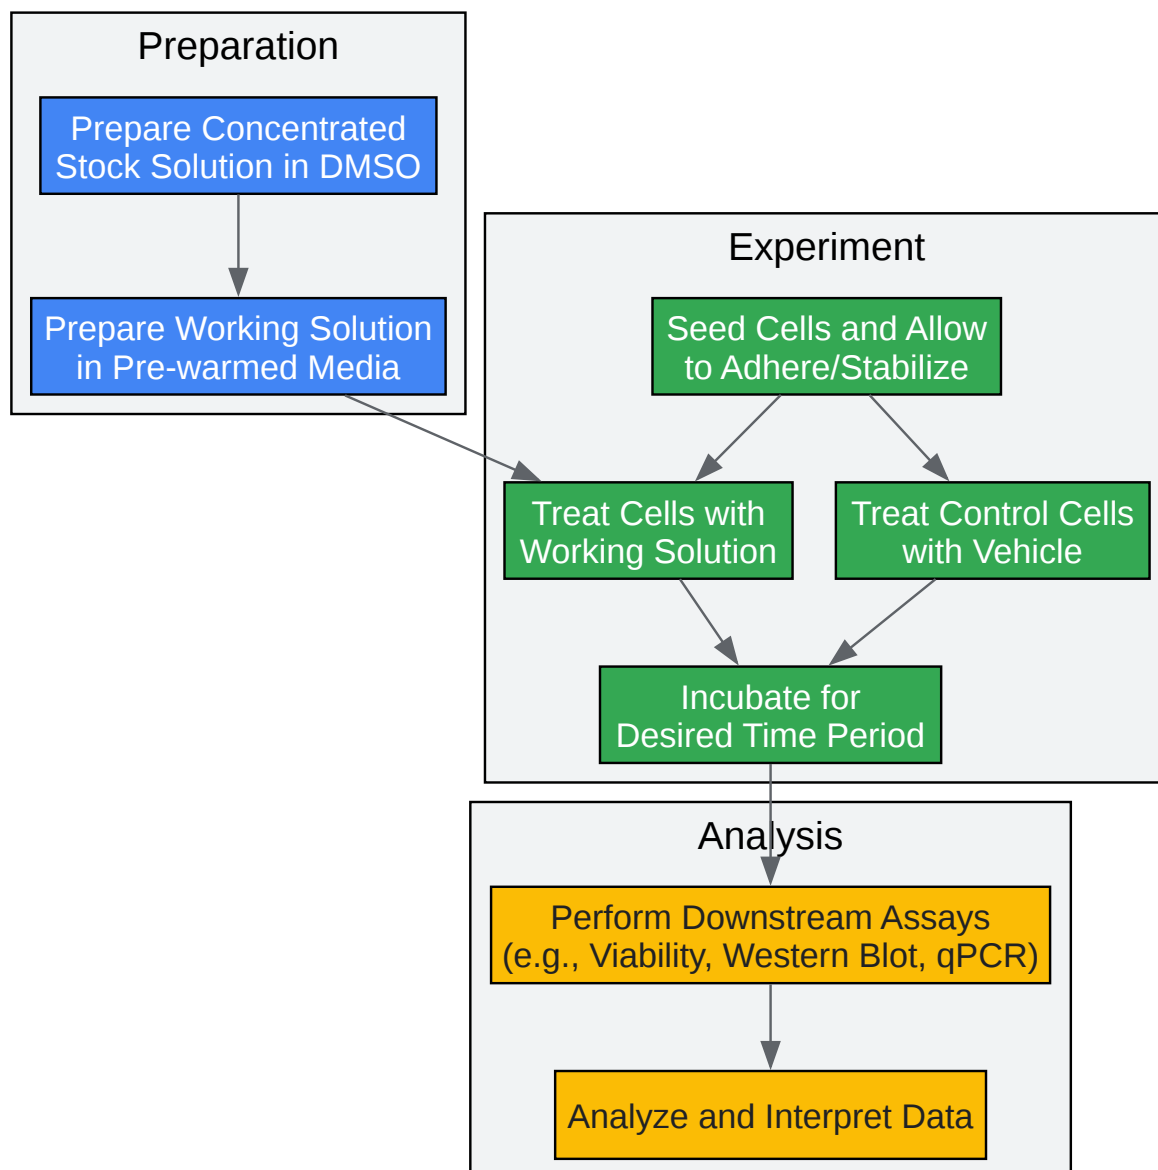 Preparation
Prepare Concentrated
Stock Solution in DMSO
Prepare Working Solution
in Pre-warmed Media
Experiment
Seed Cells and Allow
to Adhere/Stabilize
Treat Cells with
Working Solution
Treat Control Cells
with Vehicle
Incubate for
Desired Time Period
Analysis
Perform Downstream Assays
(e.g., Viability, Western Blot, qPCR)
Analyze and Interpret Data